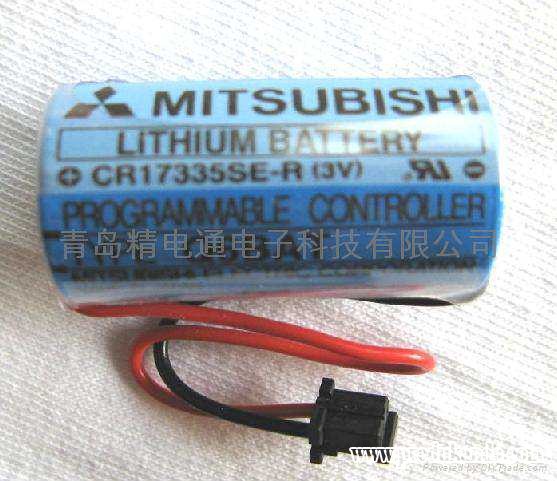 MITSUBISHI
LiTHIUM BATTERY
CR17335SE-R (3V)
PROGRAMMABLE CONTROLLER
青岛精电通电子科技有限公司